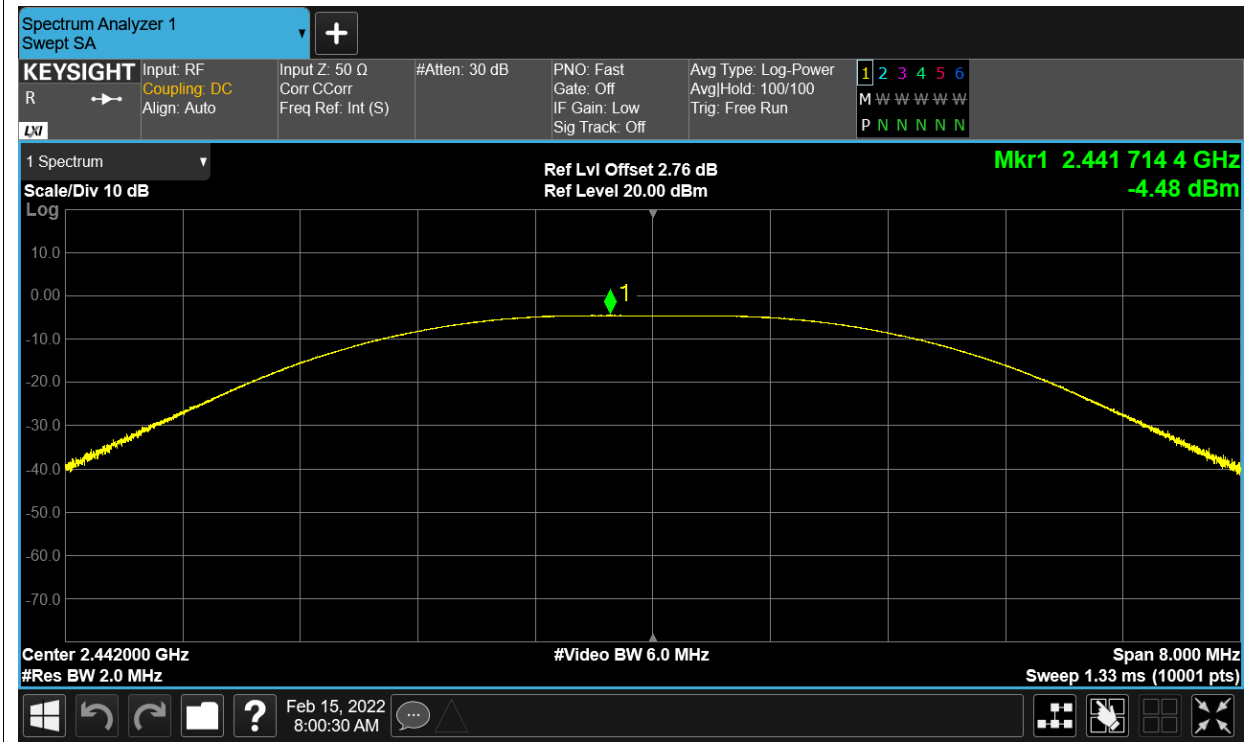 Spectrum Analyzer 1
Swept SA
KEYSIGHT
R
LXI
Input: RF
Coupling: DC
Align: Auto
Input Z: 50 Ω
Corr CCorr
Freq Ref: Int (S)
#Atten: 30 dB
PNO: Fast
Gate: Off
IF Gain: Low
Sig Track: Off
Avg Type: Log-Power
Avg|Hold: 100/100
Trig: Free Run
1 2 3 4 5 6
M W W W W W
P N N N N N
1 Spectrum
Scale/Div 10 dB
Log
Ref Lvl Offset 2.76 dB
Ref Level 20.00 dBm
Mkr1 2.441 714 4 GHz
-4.48 dBm
10.0
0.00
-10.0
-20.0
-30.0
-40.0
-50.0
-60.0
-70.0
1
Center 2.442000 GHz
#Res BW 2.0 MHz
#Video BW 6.0 MHz
Span 8.000 MHz
Sweep 1.33 ms (10001 pts)
?
Feb 15, 2022
8:00:30 AM